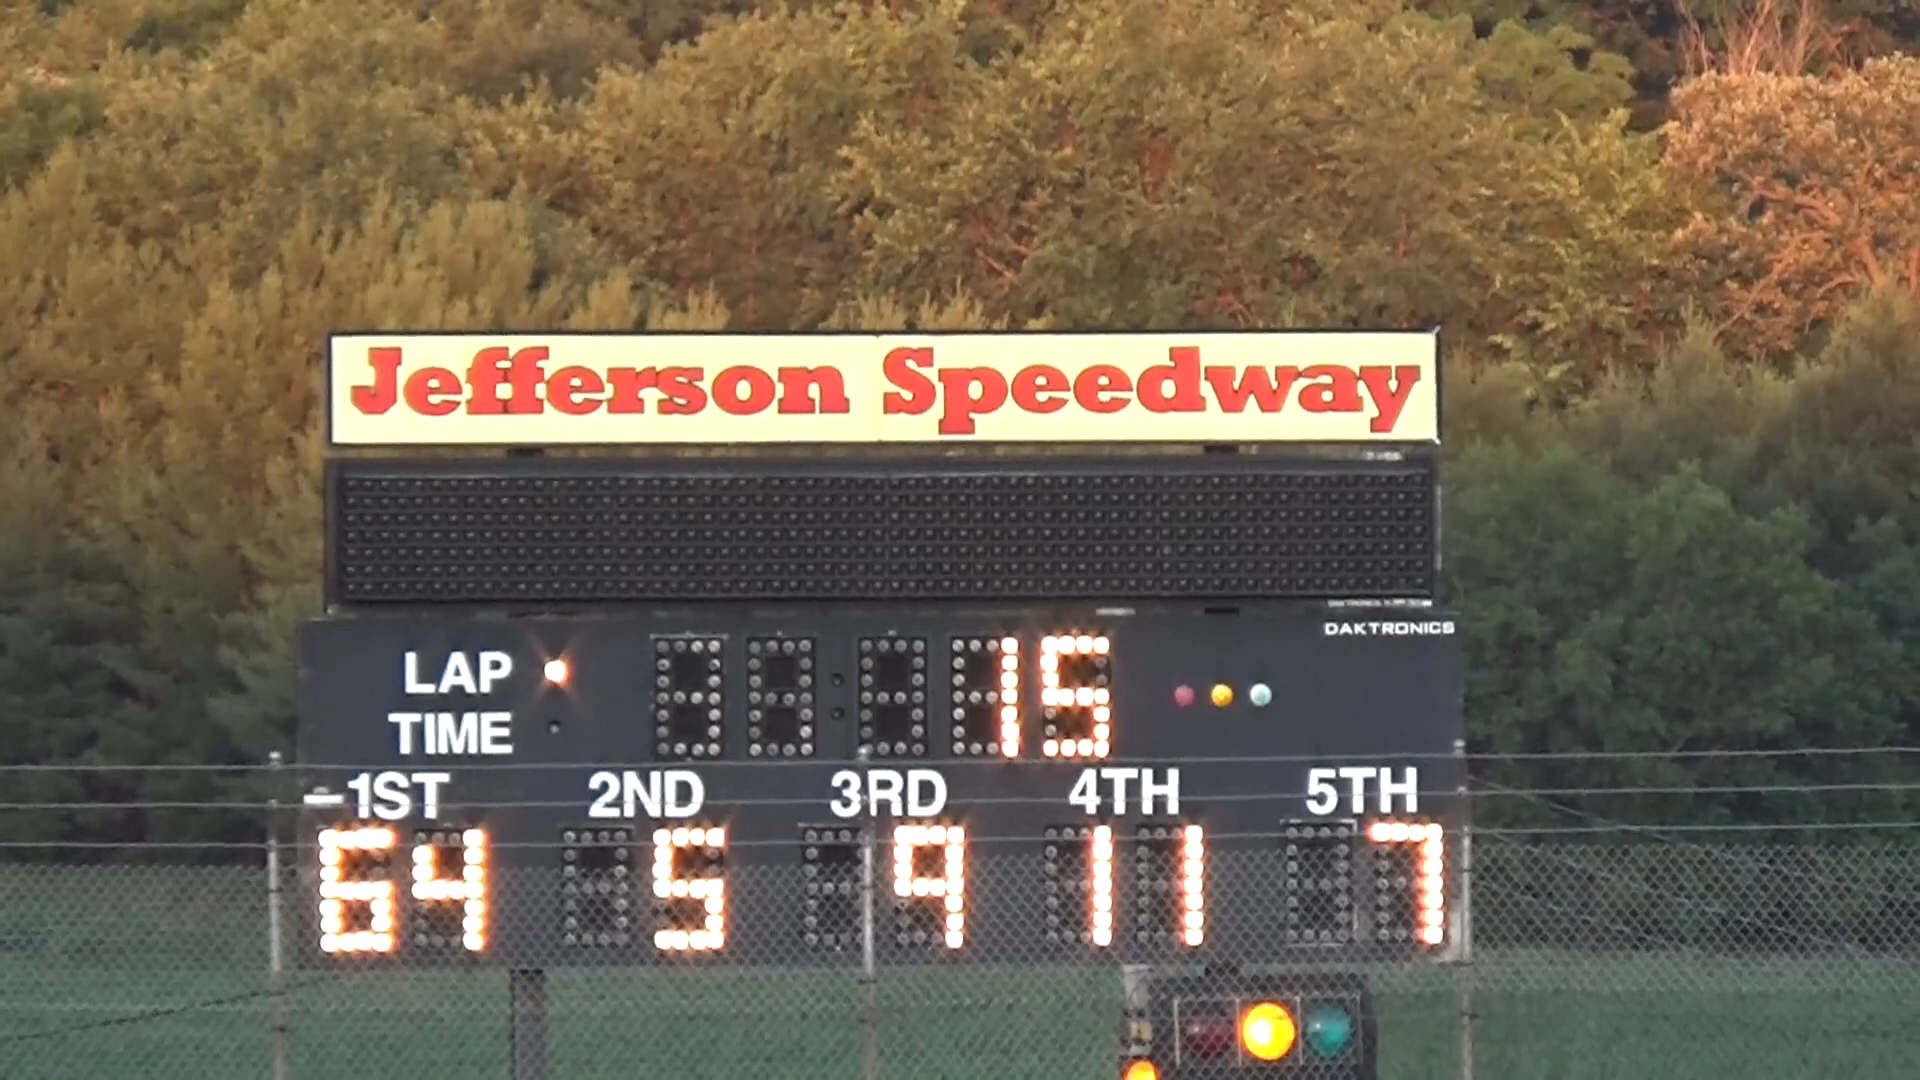 Jefferson Speedway
DAKTRONICS
LAP 15
TIME
1ST 2ND 3RD 4TH 5TH
64 5 9 11 7